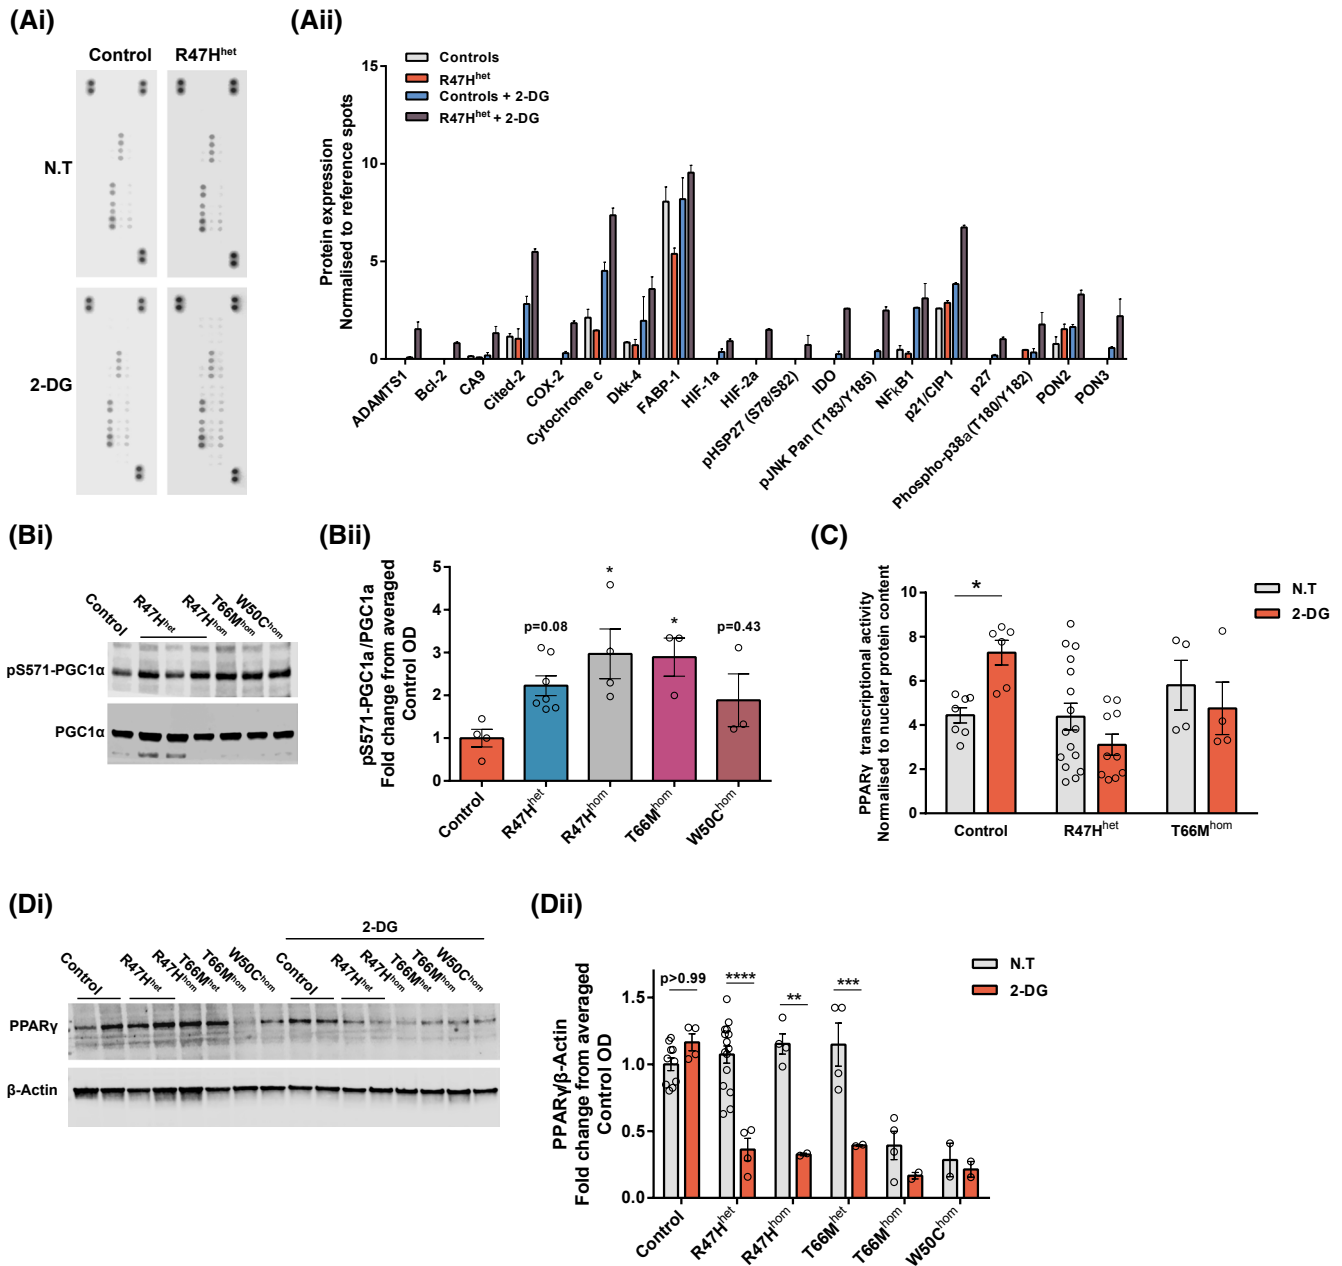 (Ai)
Control
R47Hhet
N.T
2-DG
(Aii)
Controls
R47Hhet
Controls + 2-DG
R47Hhet + 2-DG
Protein expression
Normalised to reference spots
15
10
5
0
ADAMTS1
Bcl-2
CA9
Cited-2
COX-2
Cytochrome c
Dkk-4
FABP-1
HIF-1a
HIF-2a
pHSP27 (S78/S82)
IDO
pJNK Pan (T183/Y185)
NFκB1
p21/CIP1
p27
Phospho-p38a(T180/Y182)
PON2
PON3
(Bi)
Control
R47Hhet
R47Hhom
T66Mhom
W50Chom
pS571-PGC1α
PGC1α
(Bii)
pS571-PGC1a/PGC1a
Fold change from averaged
Control OD
5
4
3
2
1
0
p=0.08
*
*
p=0.43
Control
R47Hhet
R47Hhom
T66Mhom
W50Chom
(C)
PPARγ transcriptional activity
Normalised to nuclear protein content
10
8
6
4
2
0
*
N.T
2-DG
Control
R47Hhet
T66Mhom
(Di)
2-DG
Control
R47Hhet
R47Hhom
T66Mhet
T66Mhom
W50Chom
Control
R47Hhet
R47Hhom
T66Mhet
T66Mhom
W50Chom
PPARγ
β-Actin
(Dii)
PPARγ/β-Actin
Fold change from averaged
Control OD
1.5
1.0
0.5
0.0
p>0.99
****
**
***
N.T
2-DG
Control
R47Hhet
R47Hhom
T66Mhet
T66Mhom
W50Chom